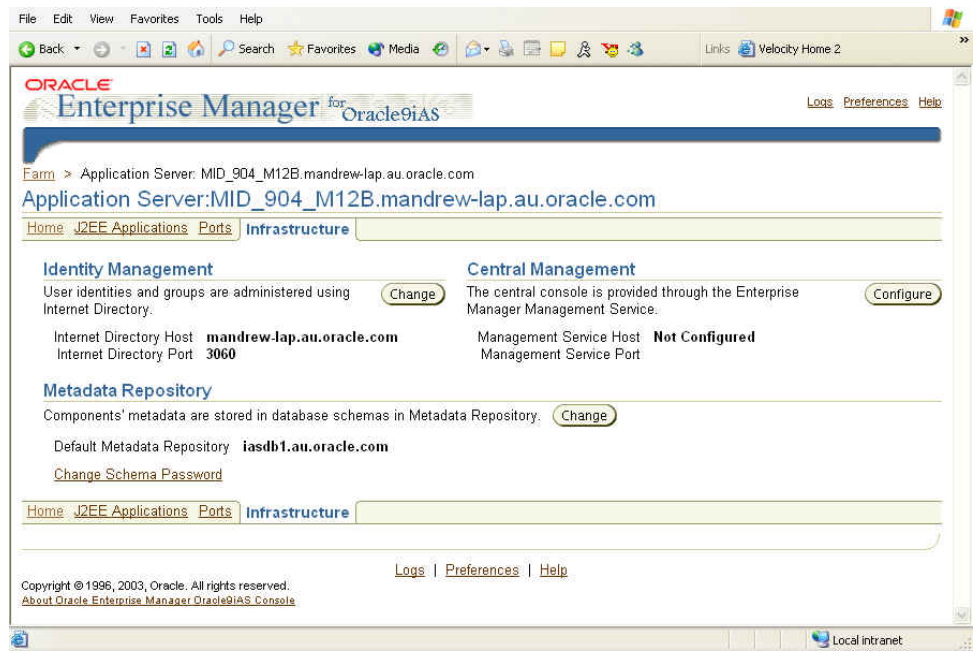 File Edit View Favorites Tools Help
Back Search Favorites Media Links Velocity Home 2 »
ORACLE
Enterprise Manager for Oracle9iAS
Logs Preferences Help
Farm > Application Server: MID_904_M12B.mandrew-lap.au.oracle.com
Application Server:MID_904_M12B.mandrew-lap.au.oracle.com
Home J2EE Applications Ports Infrastructure
Identity Management
User identities and groups are administered using
Internet Directory.
Change
Internet Directory Host mandrew-lap.au.oracle.com
Internet Directory Port 3060
Central Management
The central console is provided through the Enterprise
Manager Management Service.
Configure
Management Service Host Not Configured
Management Service Port
Metadata Repository
Components' metadata are stored in database schemas in Metadata Repository. Change
Default Metadata Repository iasdb1.au.oracle.com
Change Schema Password
Home J2EE Applications Ports Infrastructure
Logs | Preferences | Help
Copyright © 1996, 2003, Oracle. All rights reserved.
About Oracle Enterprise Manager Oracle9iAS Console
Local intranet